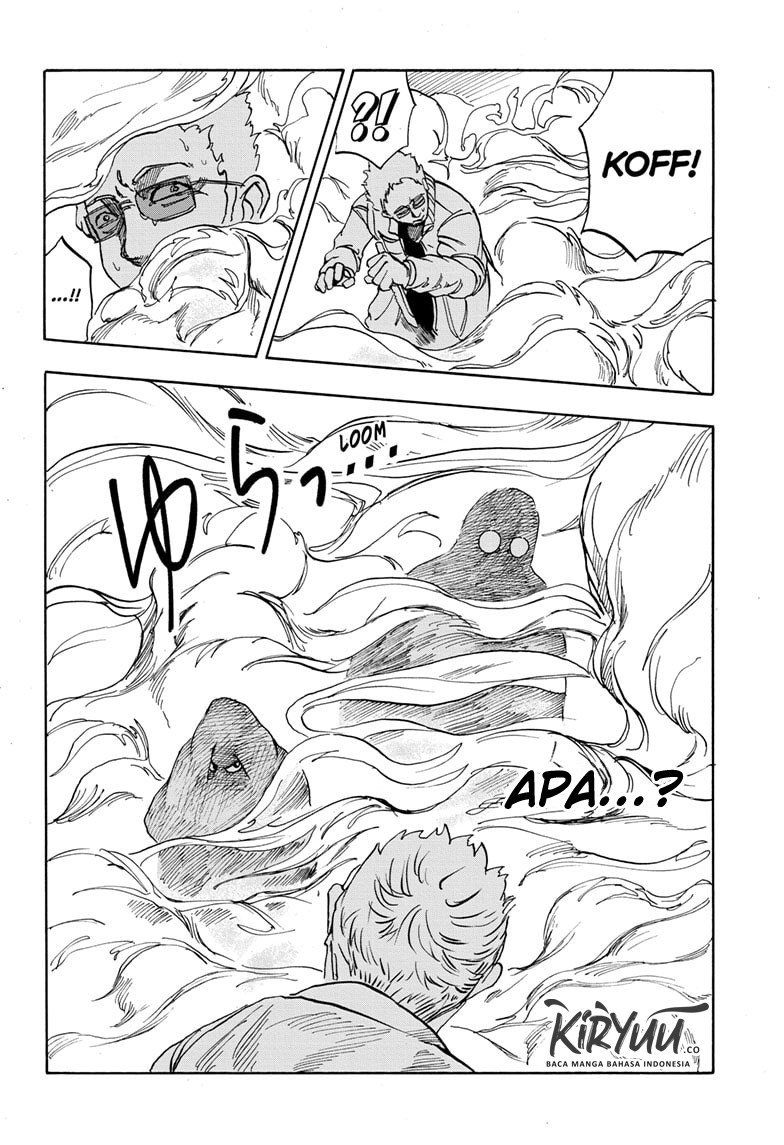 KOFF!
?!
...!!
LOOM
ゆらっ...
APA...?
KiRYUU
.CO
BACA MANGA BAHASA INDONESIA